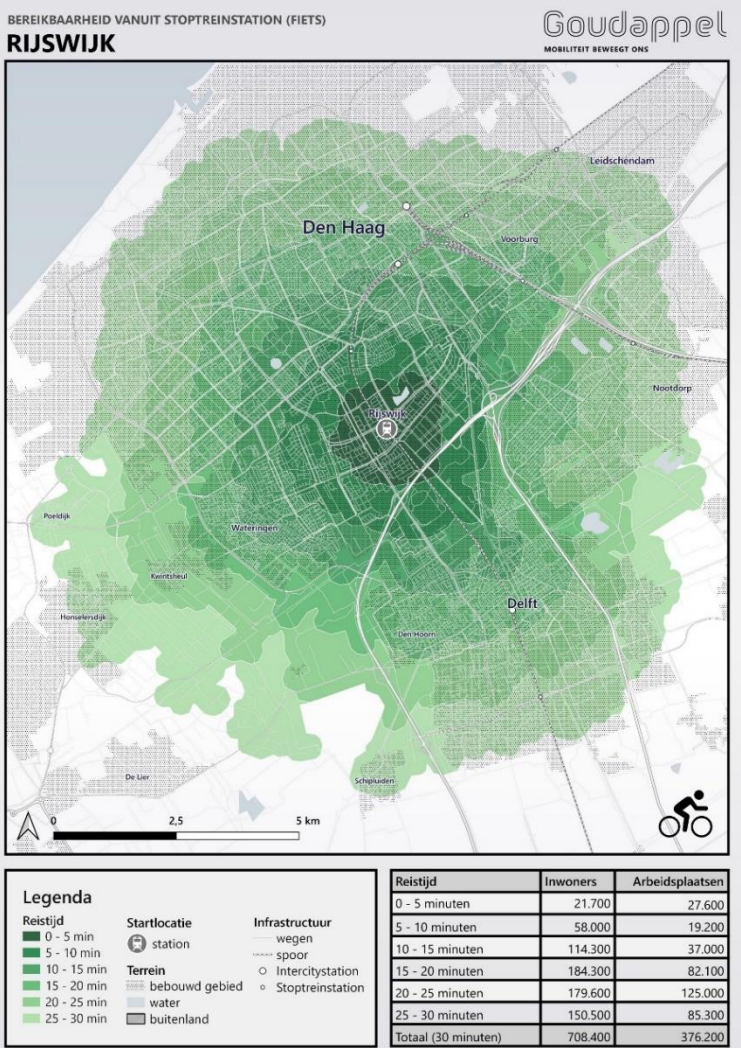 BEREIKBAARHEID VANUIT STOPTREINSTATION (FIETS)
RIJSWIJK
Goudappel
MOBILITEIT BEWEEGT ONS
Leidschendam
Den Haag
Voorburg
Nootdorp
Rijswijk
Poeldijk
Wateringen
Kwintsheul
Delft
Honselersdijk
Den Hoorn
De Lier
Schipluiden
0 2,5 5 km
Legenda
Reistijd
0 - 5 min
5 - 10 min
10 - 15 min
15 - 20 min
20 - 25 min
25 - 30 min
Startlocatie
station
Terrein
bebouwd gebied
water
buitenland
Infrastructuur
wegen
spoor
Intercitystation
Stoptreinstation
Reistijd Inwoners Arbeidsplaatsen
0 - 5 minuten 21.700 27.600
5 - 10 minuten 58.000 19.200
10 - 15 minuten 114.300 37.000
15 - 20 minuten 184.300 82.100
20 - 25 minuten 179.600 125.000
25 - 30 minuten 150.500 85.300
Totaal (30 minuten) 708.400 376.200